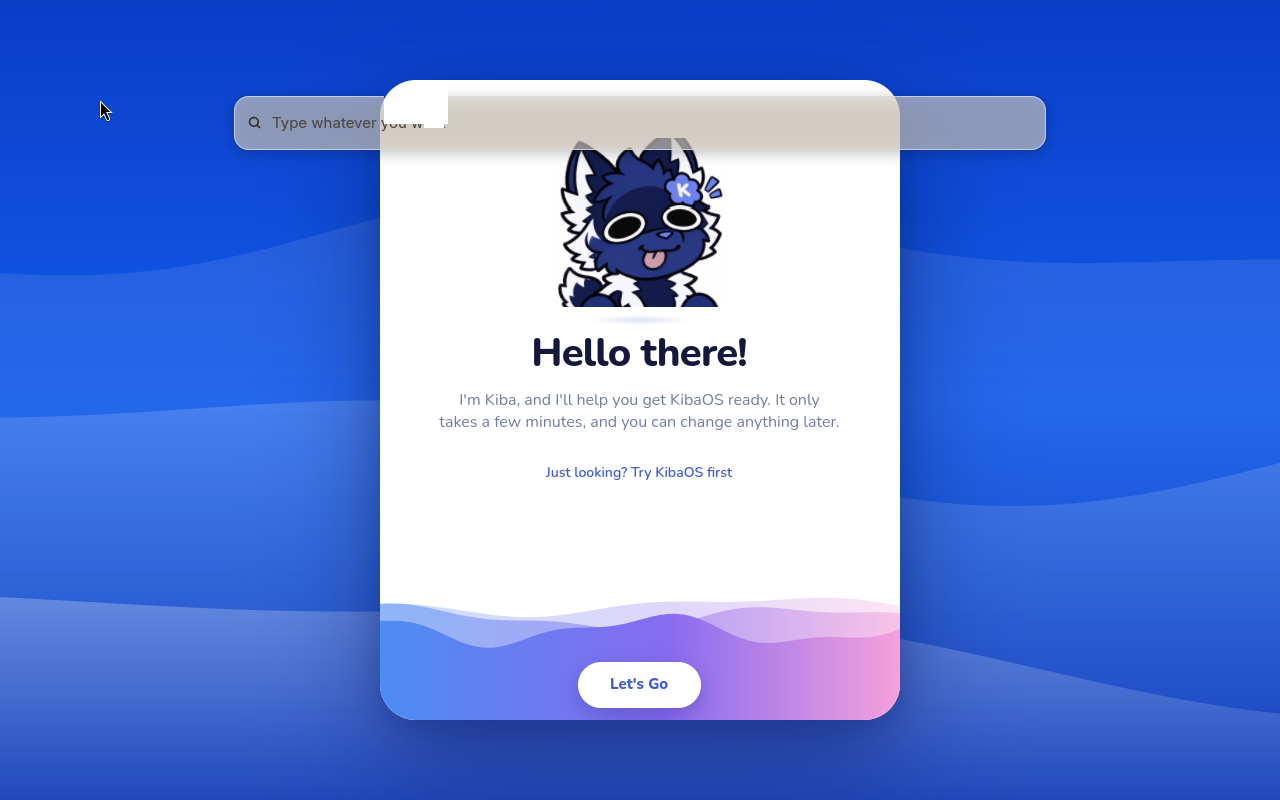 Type whatever you
K
Hello there!
I'm Kiba, and I'll help you get KibaOS ready. It only
takes a few minutes, and you can change anything later.
Just looking? Try KibaOS first
Let's Go